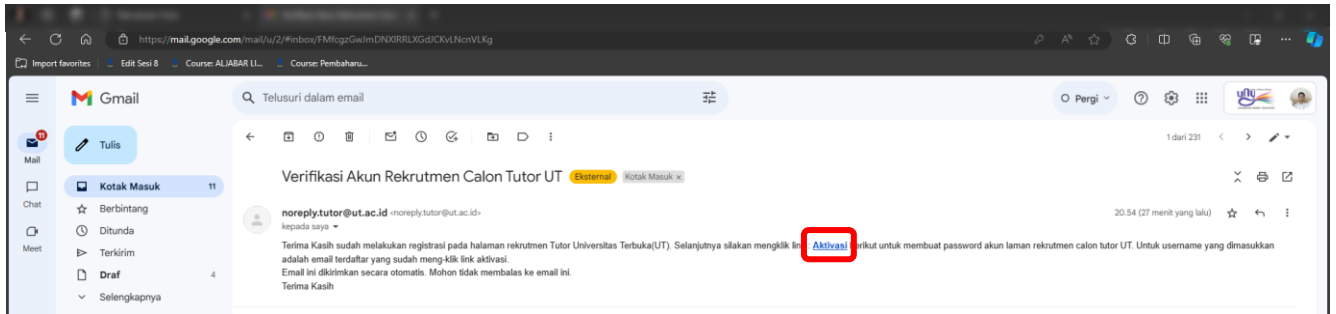 https://mail.google.com/mail/u/2/#inbox/FMfcgzGwJmDNXlRRLXGdJCKvLNcnVLKg
Import favorites Edit Sesi 8 Course: ALJABAR LI... Course: Pembaharu...
Gmail
Telusuri dalam email
Pergi
11
Mail
Tulis
1 dari 231
Verifikasi Akun Rekrutmen Calon Tutor UT Eksternal Kotak Masuk x
Kotak Masuk 11
Chat
Berbintang
noreply.tutor@ut.ac.id <noreply.tutor@ut.ac.id>
20.54 (27 menit yang lalu)
kepada saya
Ditunda
Meet
Terkirim
Draf 4
Selengkapnya
Terima Kasih sudah melakukan registrasi pada halaman rekrutmen Tutor Universitas Terbuka(UT). Selanjutnya silakan mengklik Aktivasi berikut untuk membuat password akun laman rekrutmen calon tutor UT. Untuk username yang dimasukkan
adalah email terdaftar yang sudah meng-klik link aktivasi.
Email ini dikirimkan secara otomatis. Mohon tidak membalas ke email ini.
Terima Kasih